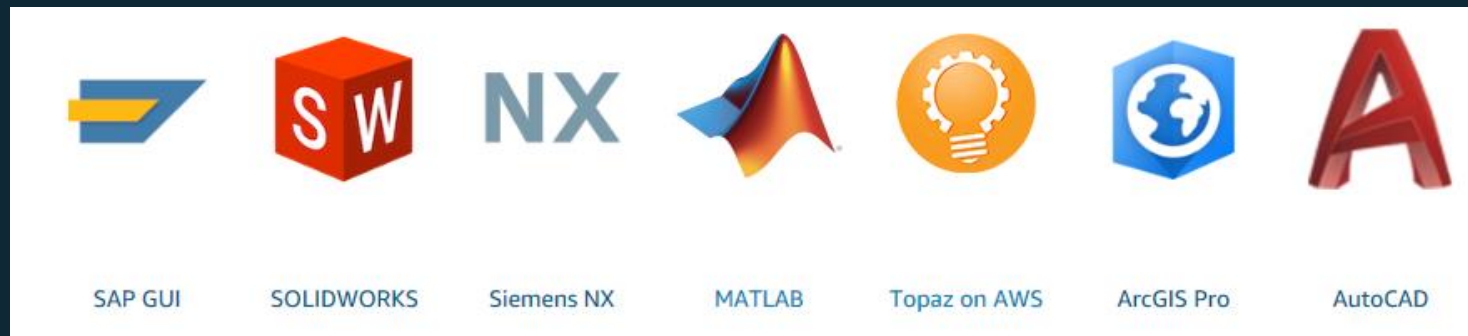 S W
NX
SAP GUI
SOLIDWORKS
Siemens NX
MATLAB
Topaz on AWS
ArcGIS Pro
AutoCAD